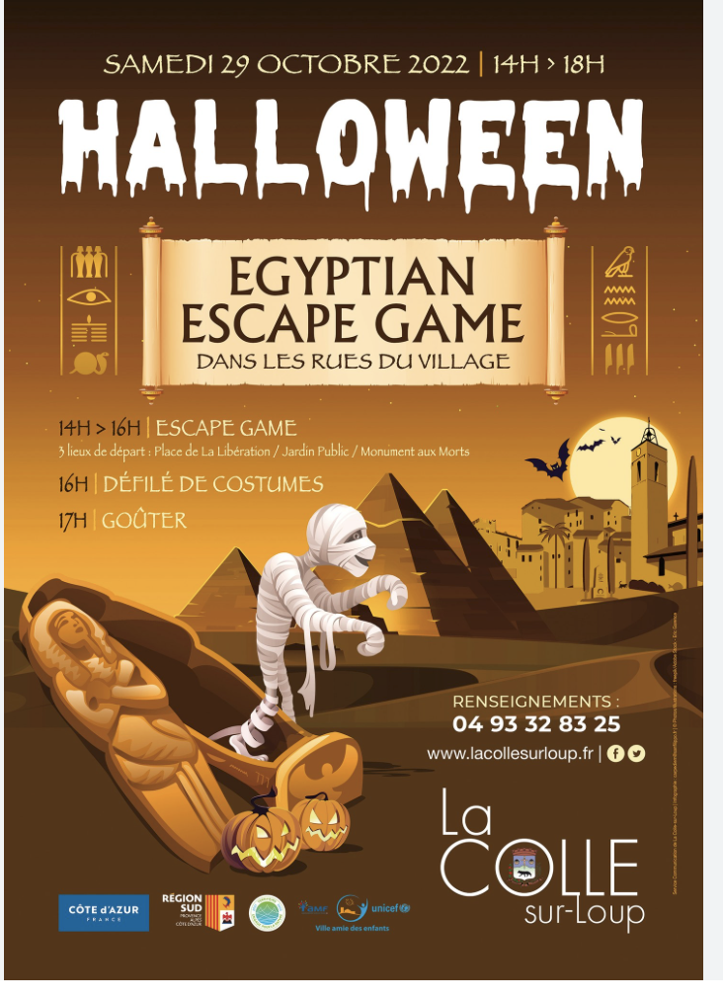 SAMEDI 29 OCTOBRE 2022 | 14H > 18H
HALLOWEEN
EGYPTIAN
ESCAPE GAME
DANS LES RUES DU VILLAGE
14H > 16H | ESCAPE GAME
3 lieux de départ : Place de La Libération / Jardin Public / Monument aux Morts
16H | DÉFILÉ DE COSTUMES
17H | GOÛTER
RENSEIGNEMENTS :
04 93 32 83 25
www.lacollesurloup.fr |
La
COLLE
sur-Loup
CÔTE d'AZUR
FRANCE
RÉGION
SUD
PROVENCE
ALPES
CÔTE D'AZUR
unicef
Ville amie des enfants